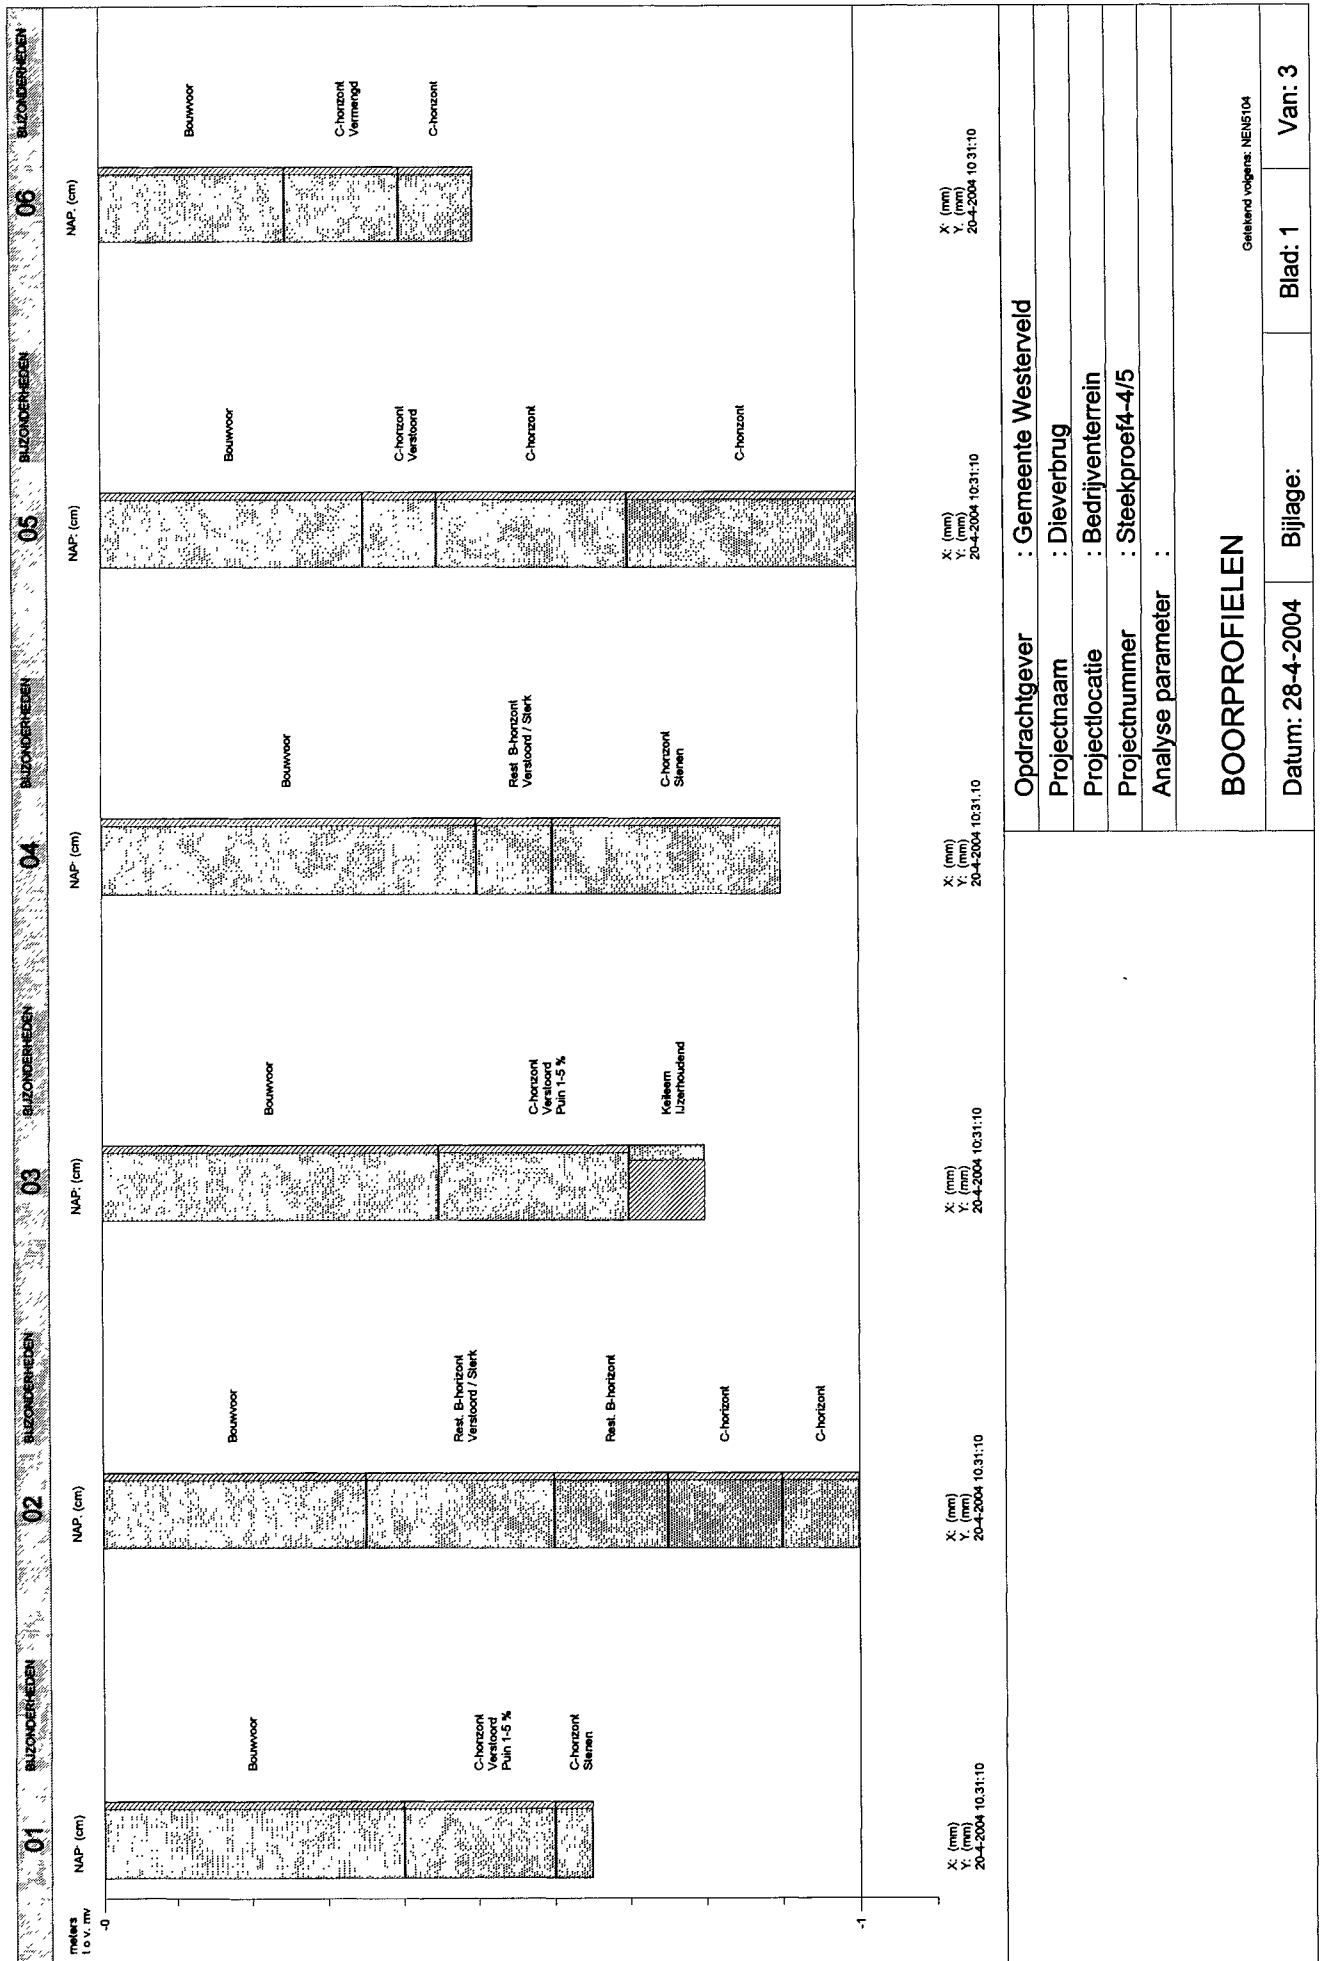 01 BIJZONDERHEDEN 02 BIJZONDERHEDEN 03 BIJZONDERHEDEN 04 BIJZONDERHEDEN 05 BIJZONDERHEDEN 06 BIJZONDERHEDEN
meters
t.o.v. mv
-0
-1
NAP: (cm)
Bouwvoor
C-horizont
Verstoord
Puin 1-5 %
C-horizont
Stenen
X: (mm)
Y: (mm)
20-4-2004 10:31:10
NAP: (cm)
Bouwvoor
Rest. B-horizont
Verstoord / Sterk
Rest. B-horizont
C-horizont
C-horizont
X: (mm)
Y: (mm)
20-4-2004 10:31:10
NAP: (cm)
Bouwvoor
C-horizont
Verstoord
Puin 1-5 %
Keileem
IJzerhoudend
X: (mm)
Y: (mm)
20-4-2004 10:31:10
NAP: (cm)
Bouwvoor
Rest. B-horizont
Verstoord / Sterk
C-horizont
Stenen
X: (mm)
Y: (mm)
20-4-2004 10:31:10
NAP: (cm)
Bouwvoor
C-horizont
Verstoord
C-horizont
C-horizont
X: (mm)
Y: (mm)
20-4-2004 10:31:10
NAP: (cm)
Bouwvoor
C-horizont
Vermengd
C-horizont
X: (mm)
Y: (mm)
20-4-2004 10:31:10
Opdrachtgever : Gemeente Westerveld
Projectnaam : Dieverbrug
Projectlocatie : Bedrijventerrein
Projectnummer : Steekproef4-4/5
Analyse parameter :
BOORPROFIELEN
Getekend volgens: NEN5104
Datum: 28-4-2004 Bijlage: Blad: 1 Van: 3